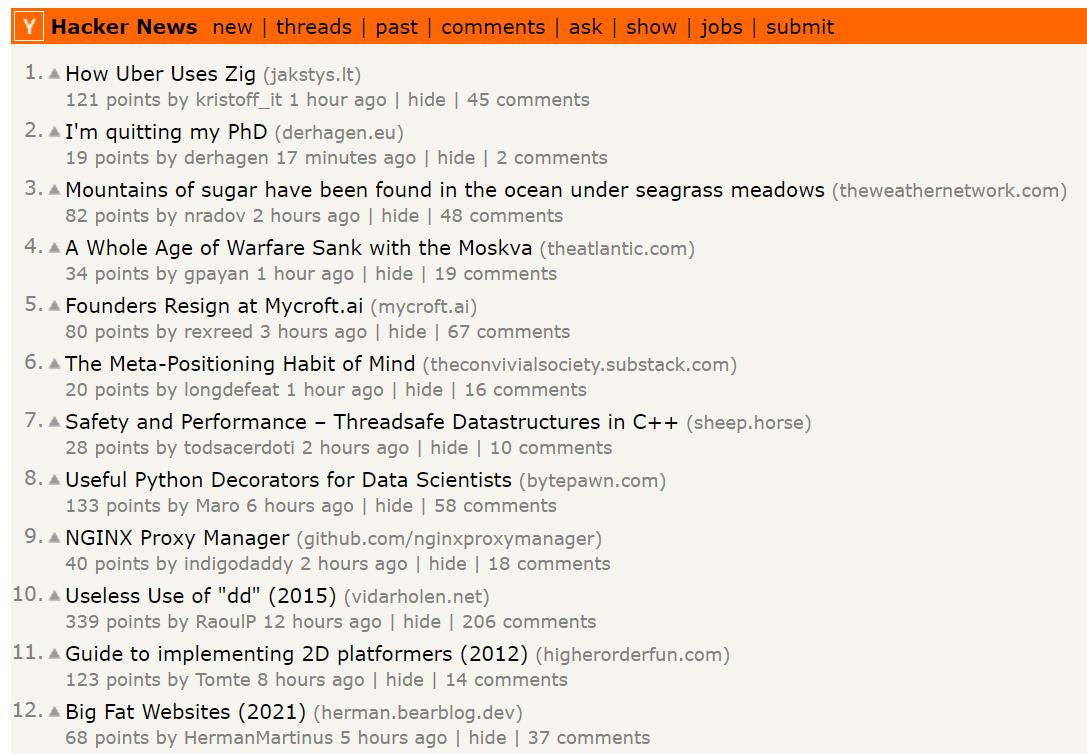 Y Hacker News new | threads | past | comments | ask | show | jobs | submit
1. ▲ How Uber Uses Zig (jakstys.lt)
121 points by kristoff_it 1 hour ago | hide | 45 comments
2. ▲ I'm quitting my PhD (derhagen.eu)
19 points by derhagen 17 minutes ago | hide | 2 comments
3. ▲ Mountains of sugar have been found in the ocean under seagrass meadows (theweathernetwork.com)
82 points by nradov 2 hours ago | hide | 48 comments
4. ▲ A Whole Age of Warfare Sank with the Moskva (theatlantic.com)
34 points by gpayan 1 hour ago | hide | 19 comments
5. ▲ Founders Resign at Mycroft.ai (mycroft.ai)
80 points by rexreed 3 hours ago | hide | 67 comments
6. ▲ The Meta-Positioning Habit of Mind (theconvivialsociety.substack.com)
20 points by longdefeat 1 hour ago | hide | 16 comments
7. ▲ Safety and Performance – Threadsafe Datastructures in C++ (sheep.horse)
28 points by todsacerdoti 2 hours ago | hide | 10 comments
8. ▲ Useful Python Decorators for Data Scientists (bytepawn.com)
133 points by Maro 6 hours ago | hide | 58 comments
9. ▲ NGINX Proxy Manager (github.com/nginxproxymanager)
40 points by indigodaddy 2 hours ago | hide | 18 comments
10. ▲ Useless Use of "dd" (2015) (vidarholen.net)
339 points by RaoulP 12 hours ago | hide | 206 comments
11. ▲ Guide to implementing 2D platformers (2012) (higherorderfun.com)
123 points by Tomte 8 hours ago | hide | 14 comments
12. ▲ Big Fat Websites (2021) (herman.bearblog.dev)
68 points by HermanMartinus 5 hours ago | hide | 37 comments